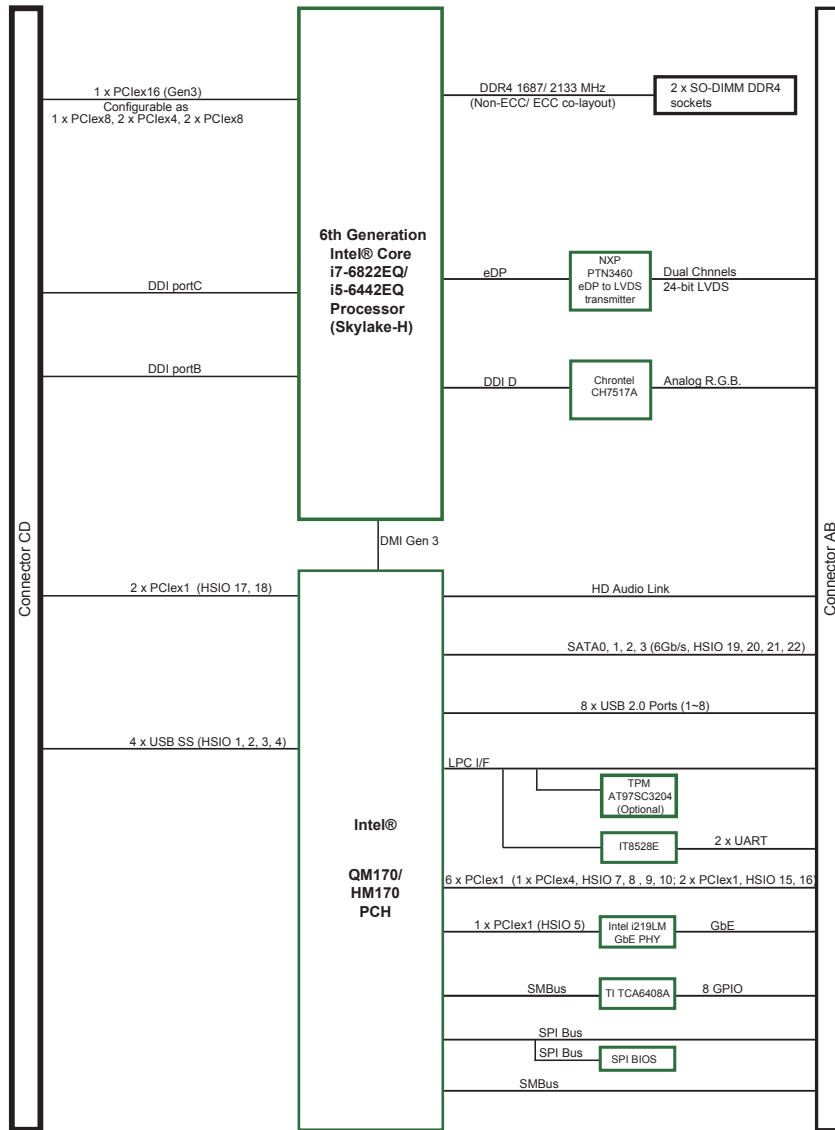 1 x PCIex16 (Gen3)
Configurable as
1 x PCIex8, 2 x PCIex4, 2 x PCIex8
DDI portC
DDI portB
Connector CD
2 x PCIex1 (HSIO 17, 18)
4 x USB SS (HSIO 1, 2, 3, 4)
6th Generation
Intel® Core
i7-6822EQ/
i5-6442EQ
Processor
(Skylake-H)
DMI Gen 3
Intel®
QM170/
HM170
PCH
DDR4 1687/ 2133 MHz
(Non-ECC/ ECC co-layout)
2 x SO-DIMM DDR4
sockets
eDP
NXP
PTN3460
eDP to LVDS
transmitter
Dual Chnnels
24-bit LVDS
DDI D
Chrontel
CH7517A
Analog R.G.B.
Connector AB
HD Audio Link
SATA0, 1, 2, 3 (6Gb/s, HSIO 19, 20, 21, 22)
8 x USB 2.0 Ports (1~8)
LPC I/F
TPM
AT97SC3204
(Optional)
IT8528E
2 x UART
6 x PCIex1 (1 x PCIex4, HSIO 7, 8 , 9, 10; 2 x PCIex1, HSIO 15, 16)
1 x PCIex1 (HSIO 5)
Intel i219LM
GbE PHY
GbE
SMBus
TI TCA6408A
8 GPIO
SPI Bus
SPI Bus
SPI BIOS
SMBus